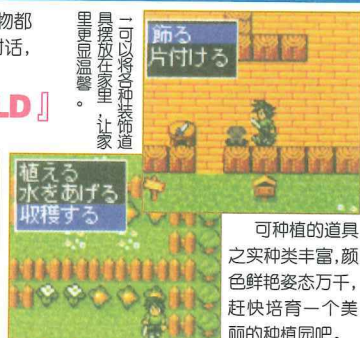 物都
对话,
LD』
→可以将各种装饰道
具摆放在家里,让家
里更显温馨。
飾る
片付ける
植える
水をあげる
収穫する
可种植的道具
之实种类丰富,颜
色鲜艳姿态万千,
赶快培育一个美
丽的种植园吧。